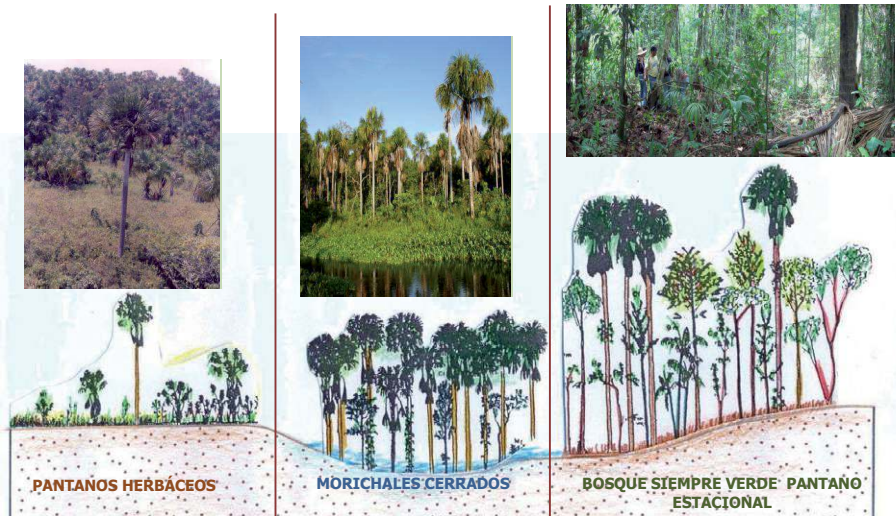 PANTANOS HERBÁCEOS
MORICHALES CERRADOS
BOSQUE SIEMPRE VERDE PANTANO
ESTACIONAL